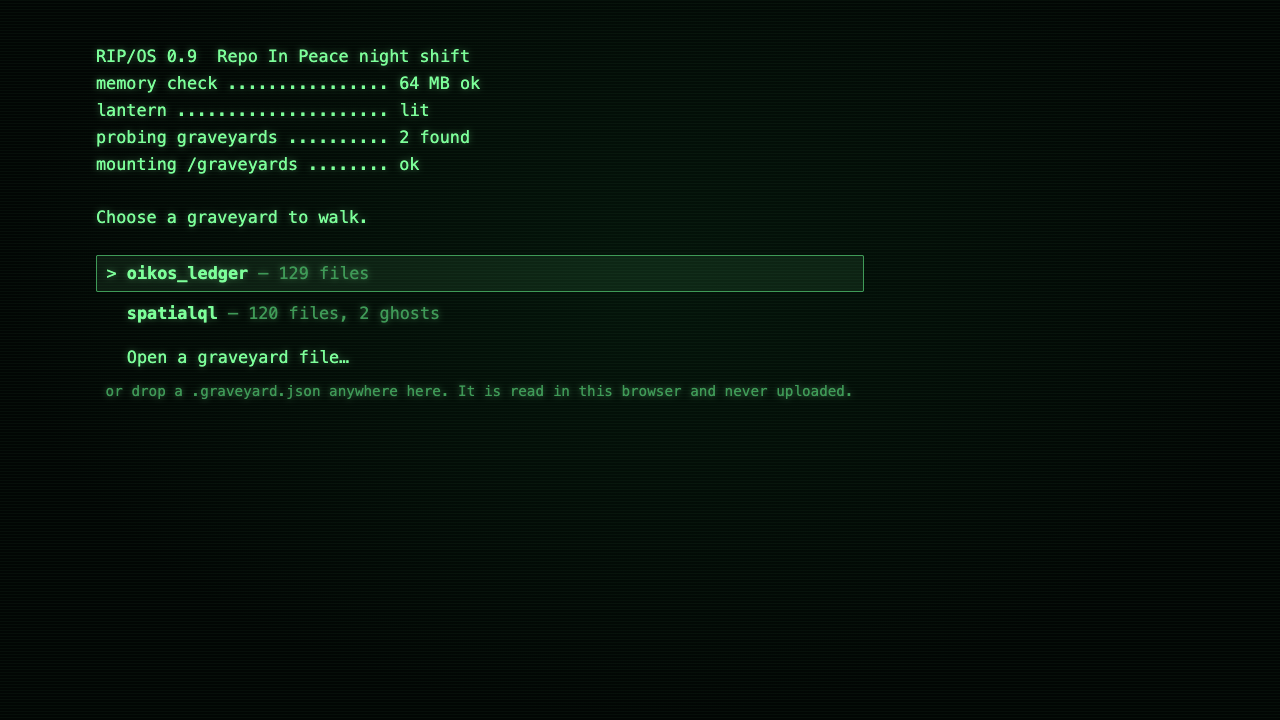 RIP/OS 0.9  Repo In Peace night shift
memory check ................ 64 MB ok
lantern ..................... lit
probing graveyards .......... 2 found
mounting /graveyards ........ ok
Choose a graveyard to walk.
> oikos_ledger — 129 files
spatialql — 120 files, 2 ghosts
Open a graveyard file…
or drop a .graveyard.json anywhere here. It is read in this browser and never uploaded.